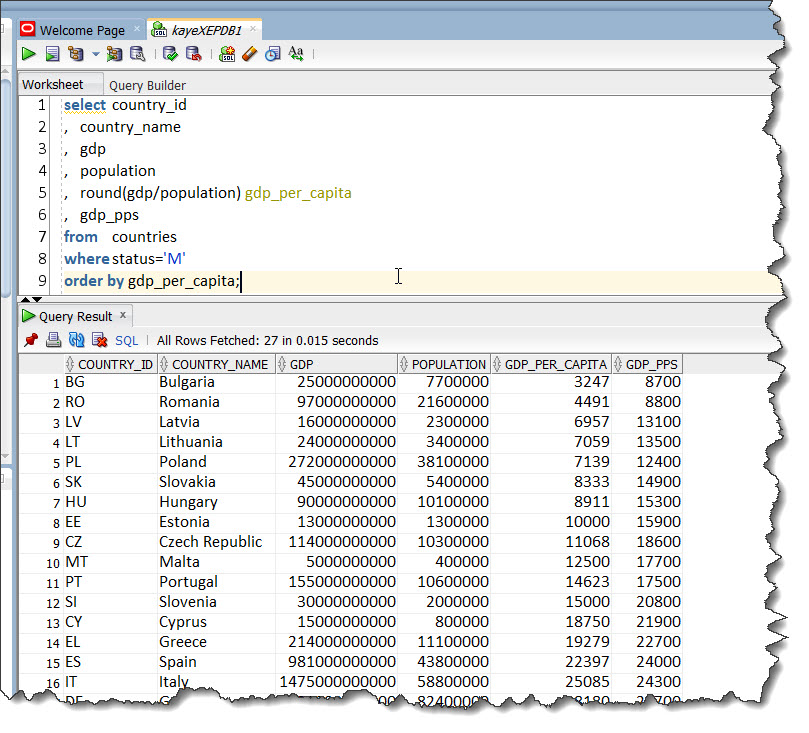 Welcome Page kayeXEPDB1
Worksheet Query Builder
1 select country_id
2 , country_name
3 , gdp
4 , population
5 , round(gdp/population) gdp_per_capita
6 , gdp_pps
7 from countries
8 where status='M'
9 order by gdp_per_capita;
Query Result
SQL All Rows Fetched: 27 in 0.015 seconds
COUNTRY_ID COUNTRY_NAME GDP POPULATION GDP_PER_CAPITA GDP_PPS
1 BG Bulgaria 25000000000 7700000 3247 8700
2 RO Romania 97000000000 21600000 4491 8800
3 LV Latvia 16000000000 2300000 6957 13100
4 LT Lithuania 24000000000 3400000 7059 13500
5 PL Poland 272000000000 38100000 7139 12400
6 SK Slovakia 45000000000 5400000 8333 14900
7 HU Hungary 90000000000 10100000 8911 15300
8 EE Estonia 13000000000 1300000 10000 15900
9 CZ Czech Republic 114000000000 10300000 11068 18600
10 MT Malta 5000000000 400000 12500 17700
11 PT Portugal 155000000000 10600000 14623 17500
12 SI Slovenia 30000000000 2000000 15000 20800
13 CY Cyprus 15000000000 800000 18750 21900
14 EL Greece 214000000000 11100000 19279 22700
15 ES Spain 981000000000 43800000 22397 24000
16 IT Italy 1475000000000 58800000 25085 24300
82400000